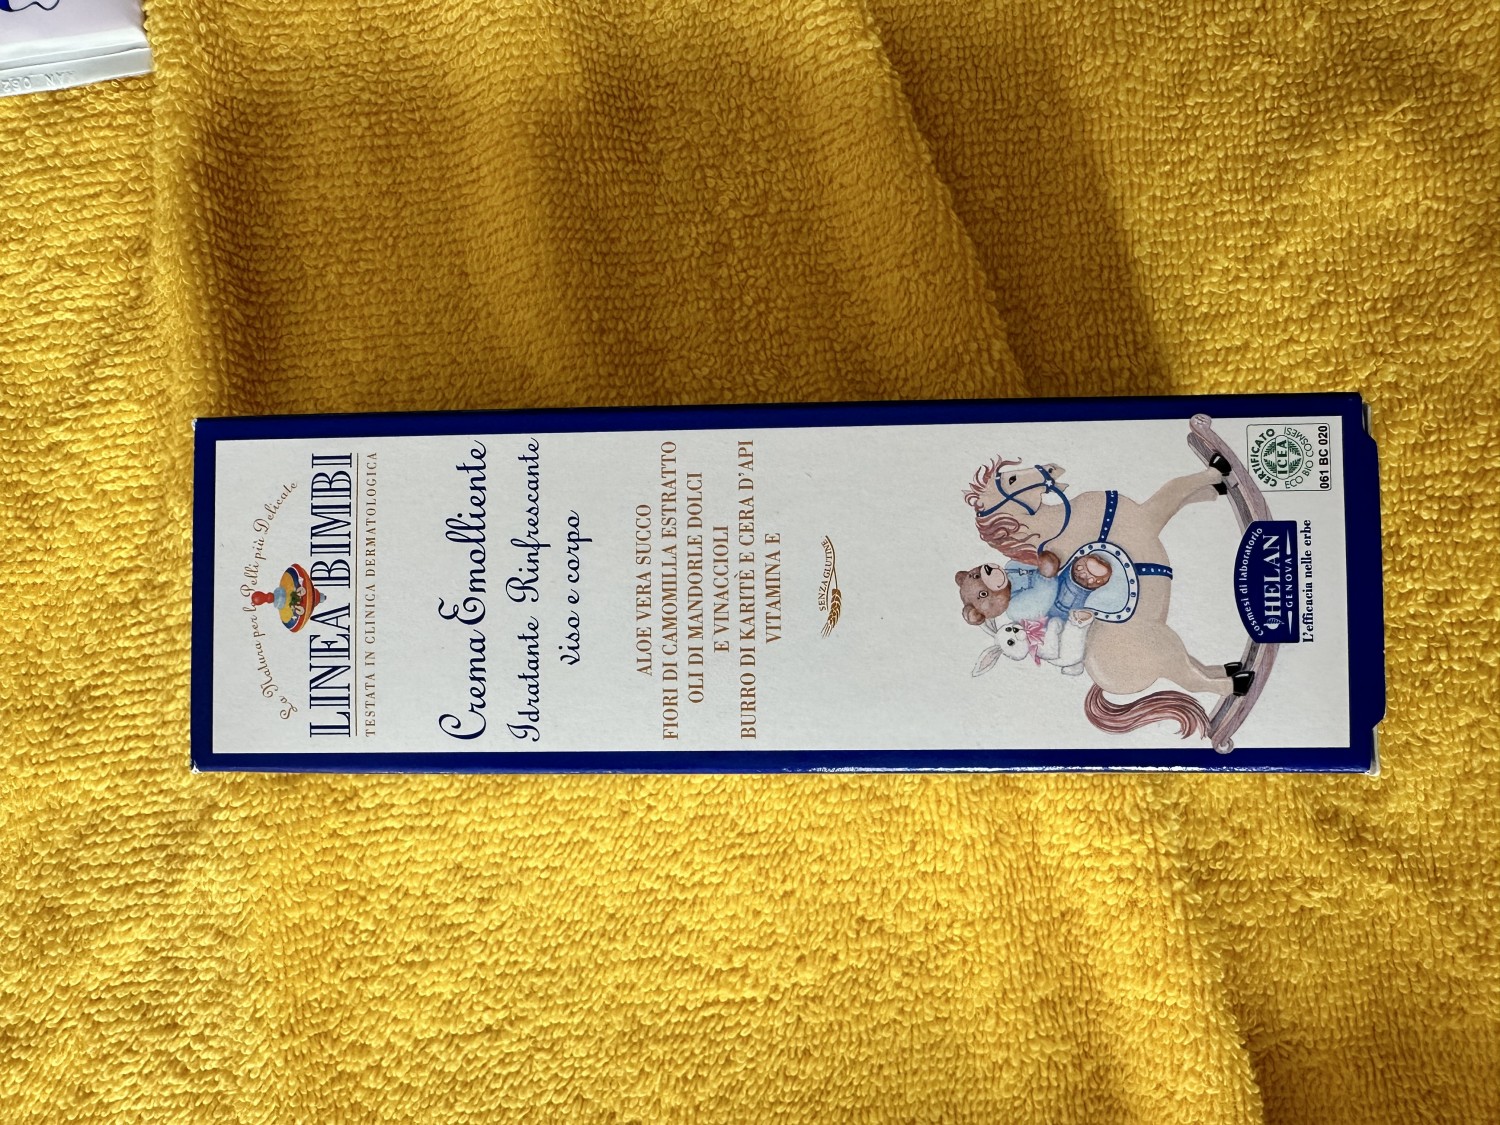 La Natura per le Pelli più Delicate
LINEA BIMBI
TESTATA IN CLINICA DERMATOLOGICA
Crema Emolliente
Idratante Rinfrescante
viso e corpo
ALOE VERA SUCCO
FIORI DI CAMOMILLA ESTRATTO
OLI DI MANDORLE DOLCI
E VINACCIOLI
BURRO DI KARITÈ E CERA D'API
VITAMINA E
SENZA GLUTINE
CERTIFICATO
ICEA
ECO BIO COSMESI
061 BC 020
cosmesi di laboratorio
HELAN
GENOVA
L'efficacia nelle erbe